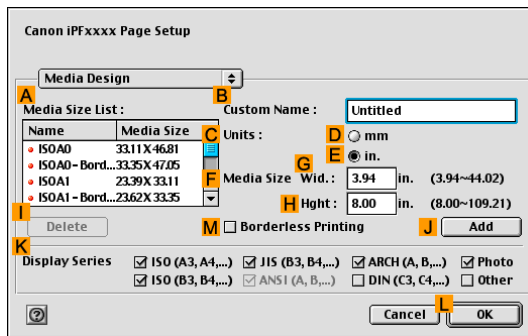 Canon iPFxxxx Page Setup
Media Design
A B
Media Size List : Custom Name : Untitled
Name Media Size C Units : D mm
ISOA0 33.11X46.81 E in.
ISOA0-Bord...33.35X47.05 G
ISOA1 23.39X33.11 F Media Size Wid.: 3.94 in. (3.94~44.02)
ISOA1-Bord...23.62X33.35 H Hght : 8.00 in. (8.00~109.21)
I Delete M Borderless Printing J Add
K
Display Series ISO (A3, A4,...) JIS (B3, B4,...) ARCH (A, B,...) Photo
ISO (B3, B4,...) ANSI (A, B,...) DIN (C3, C4,...) Other
L
? Cancel OK